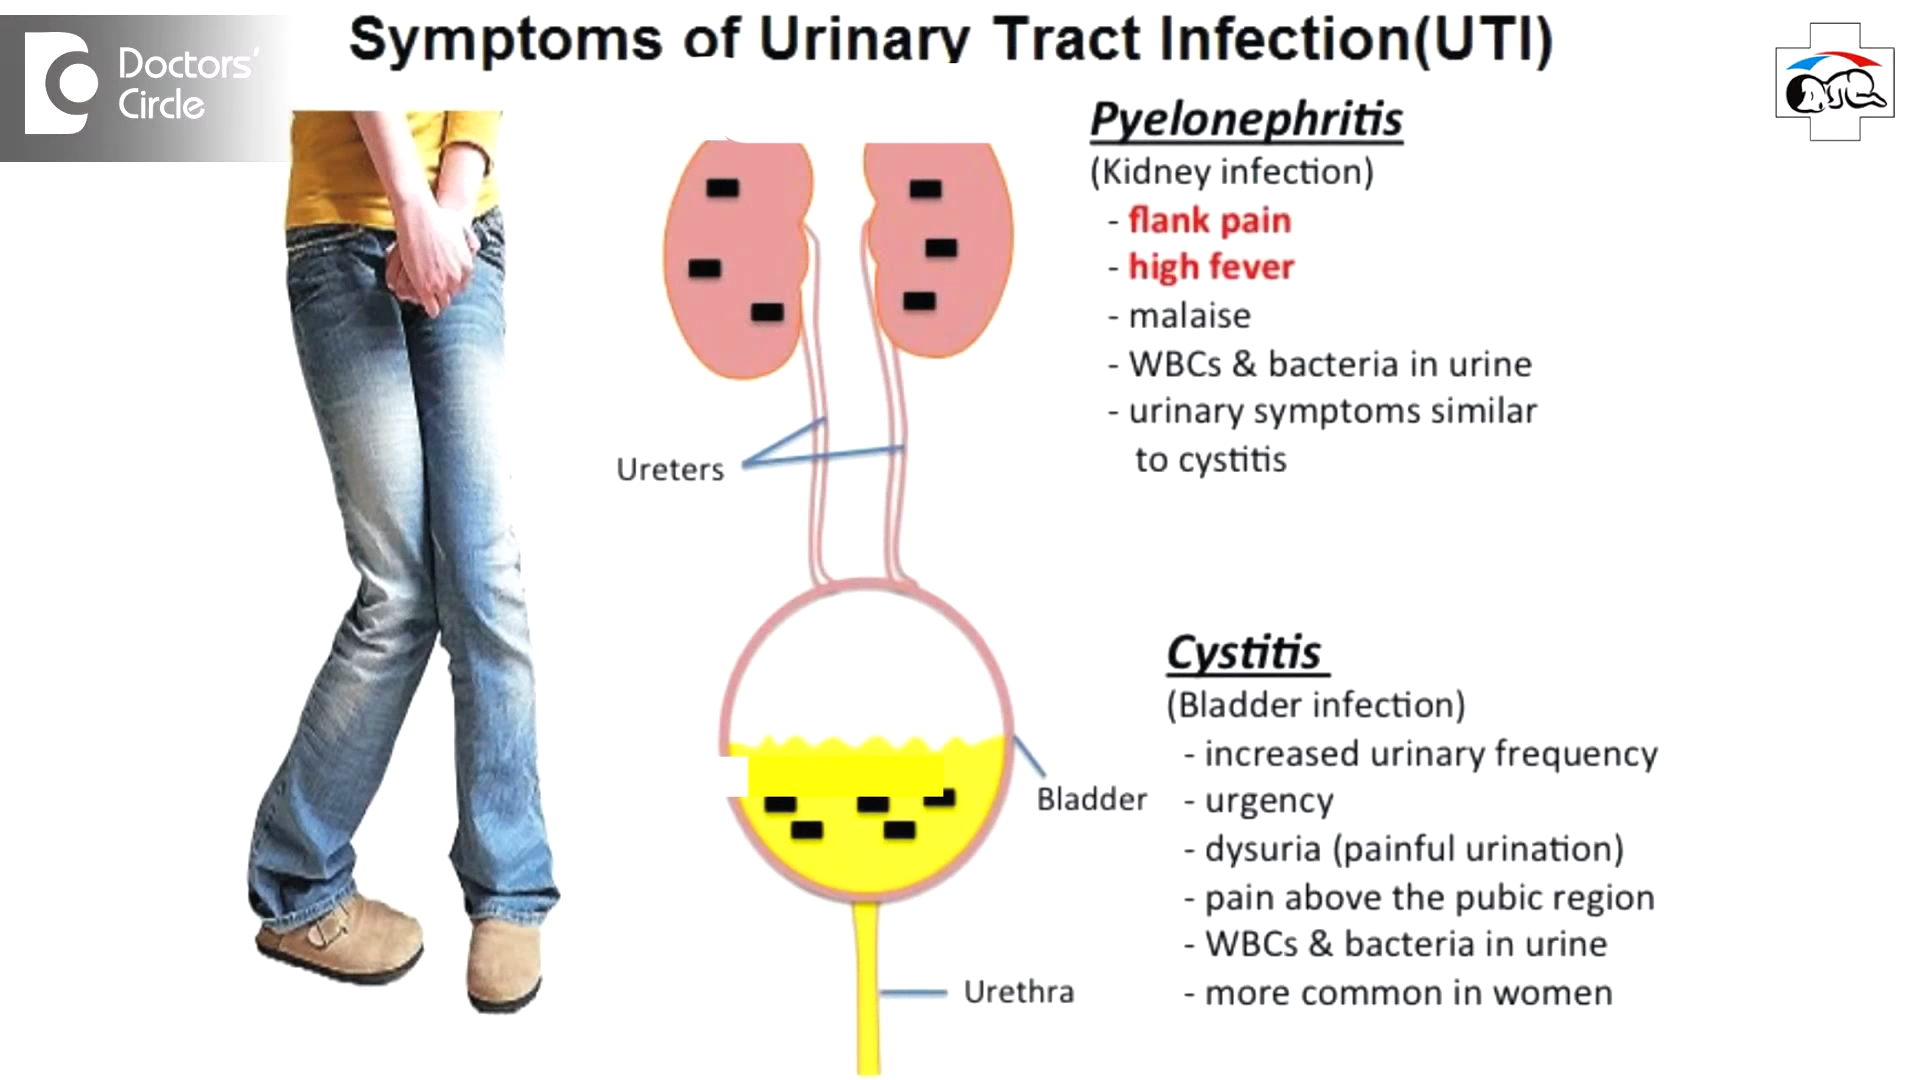 Symptoms of Urinary Tract Infection(UTI)
Doctors'
Circle
Pyelonephritis
(Kidney infection)
- flank pain
- high fever
- malaise
- WBCs & bacteria in urine
- urinary symptoms similar
to cystitis
Ureters
Cystitis
(Bladder infection)
- increased urinary frequency
Bladder
- urgency
- dysuria (painful urination)
- pain above the pubic region
- WBCs & bacteria in urine
Urethra
- more common in women